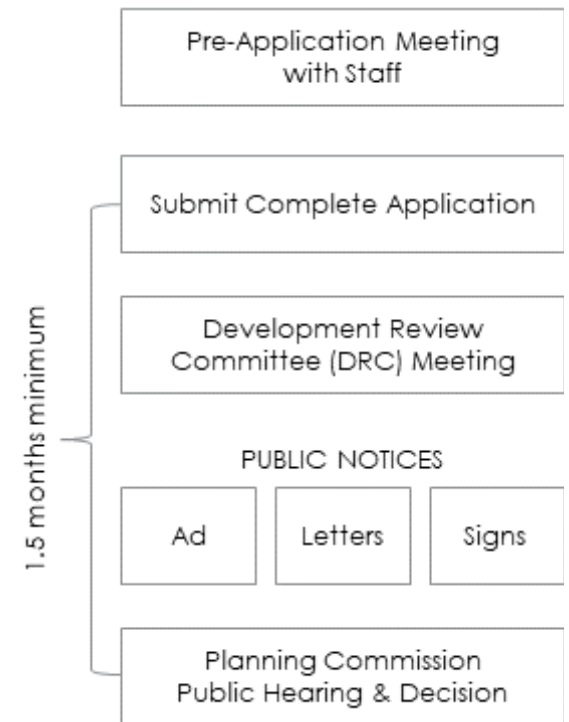 Pre-Application Meeting
with Staff
Submit Complete Application
Development Review
Committee (DRC) Meeting
1.5 months minimum
PUBLIC NOTICES
Ad
Letters
Signs
Planning Commission
Public Hearing & Decision